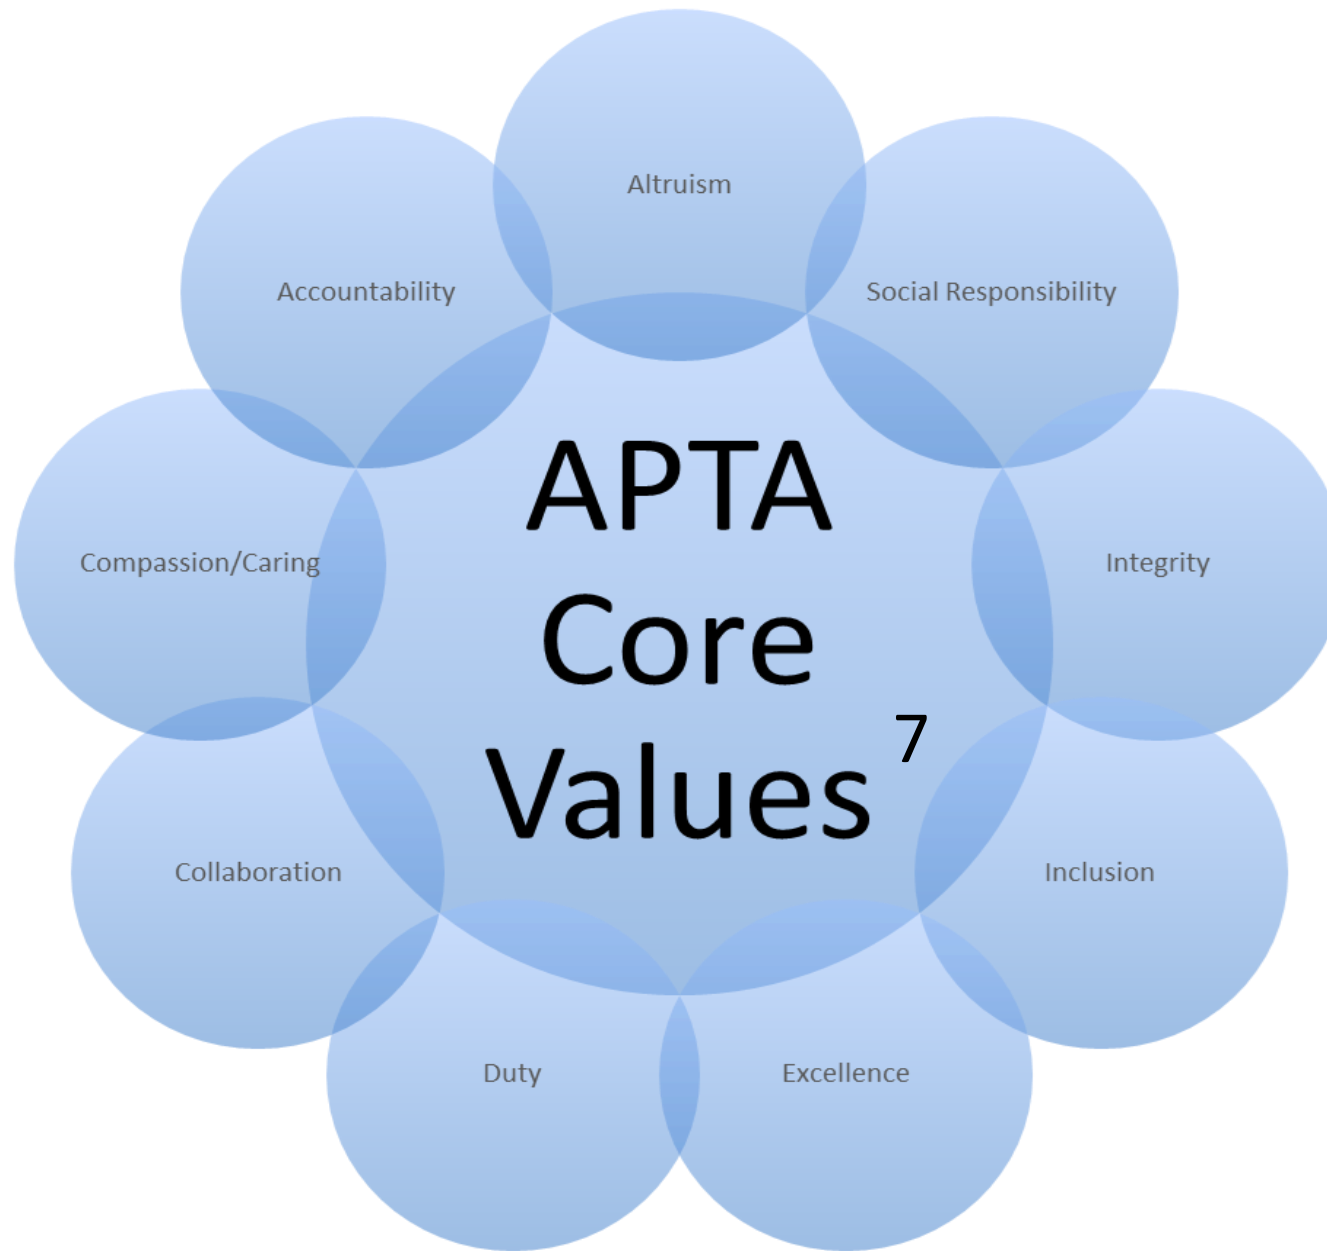 Altruism
Accountability
Social Responsibility
APTA
Core
Values 7
Compassion/Caring
Integrity
Collaboration
Inclusion
Duty
Excellence